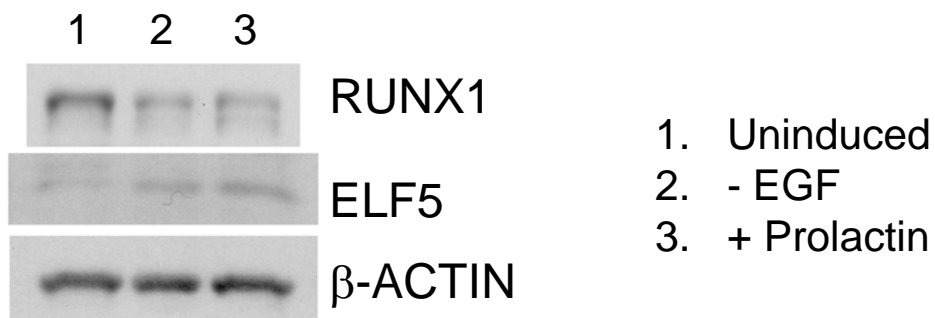 1 2 3
RUNX1
ELF5
β-ACTIN
1. Uninduced
2. - EGF
3. + Prolactin